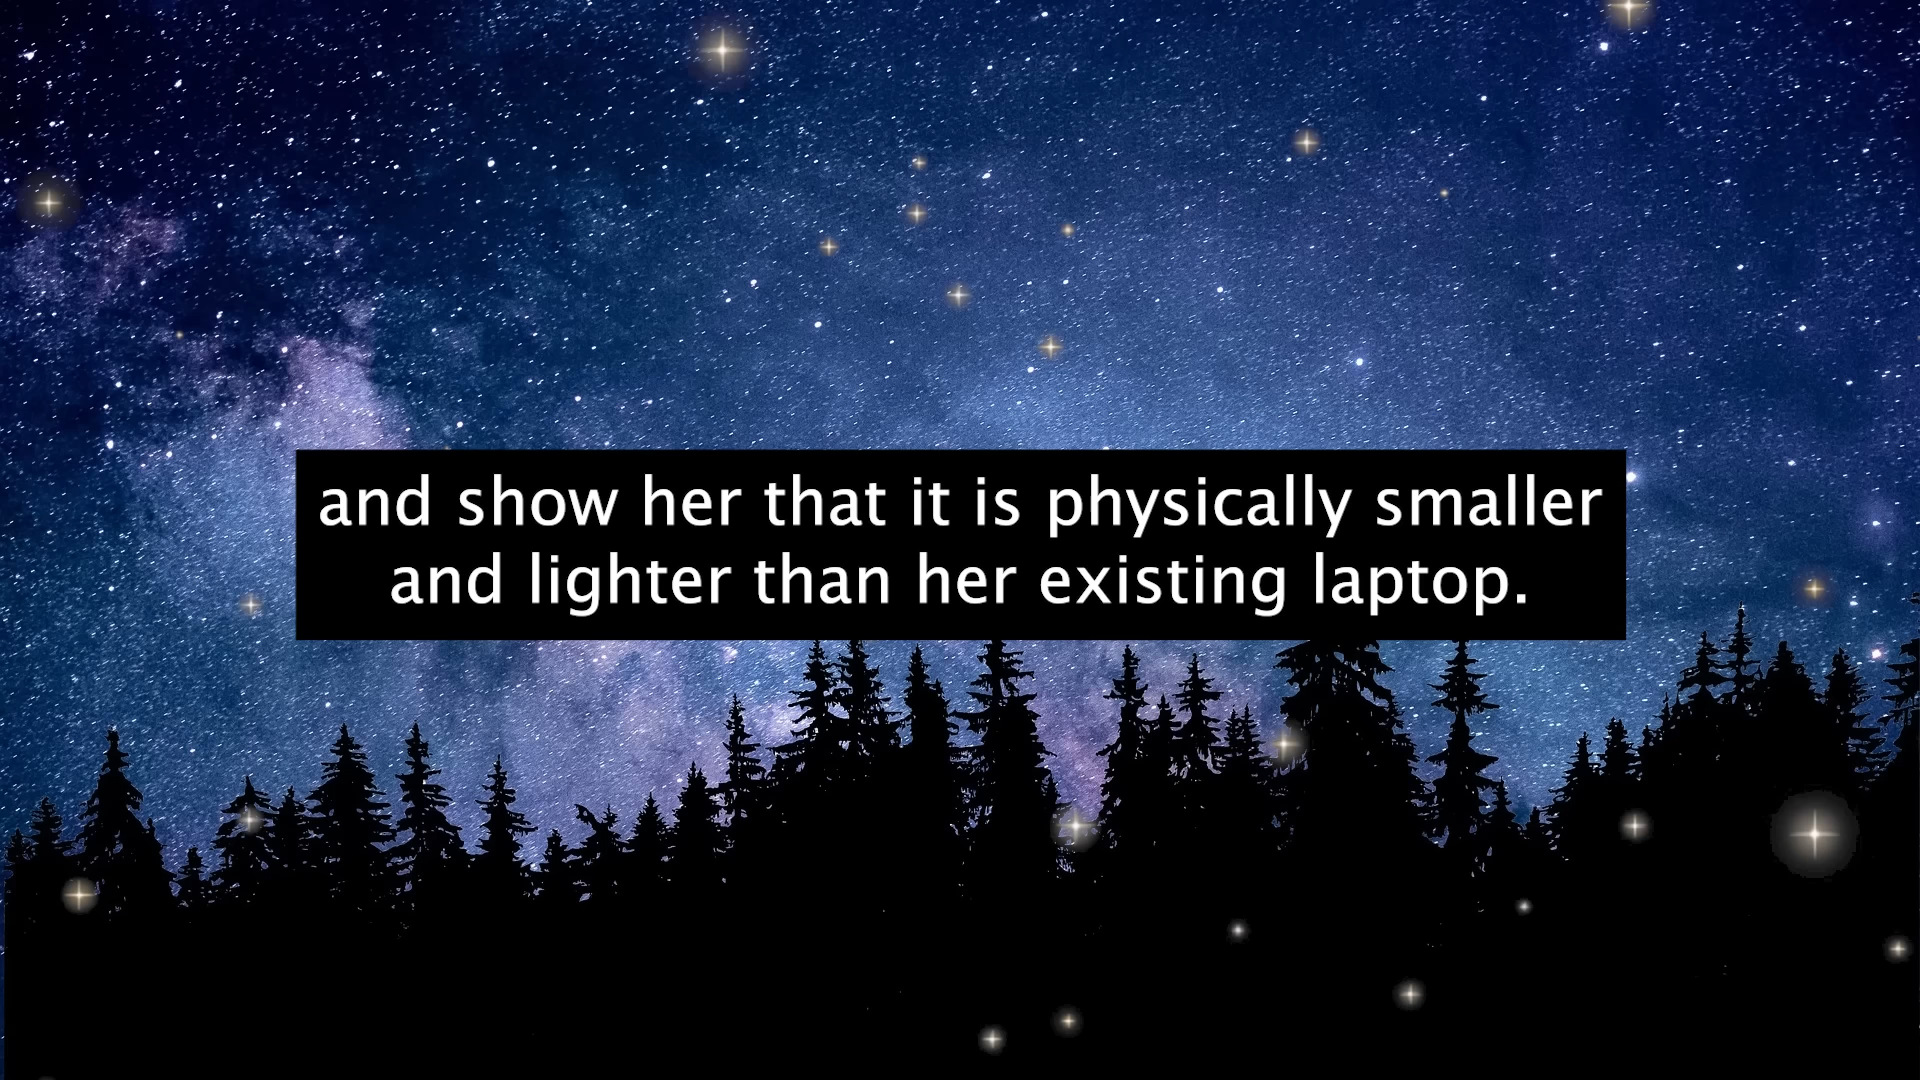 and show her that it is physically smaller
and lighter than her existing laptop.